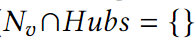 (N_v∩Hubs = {}